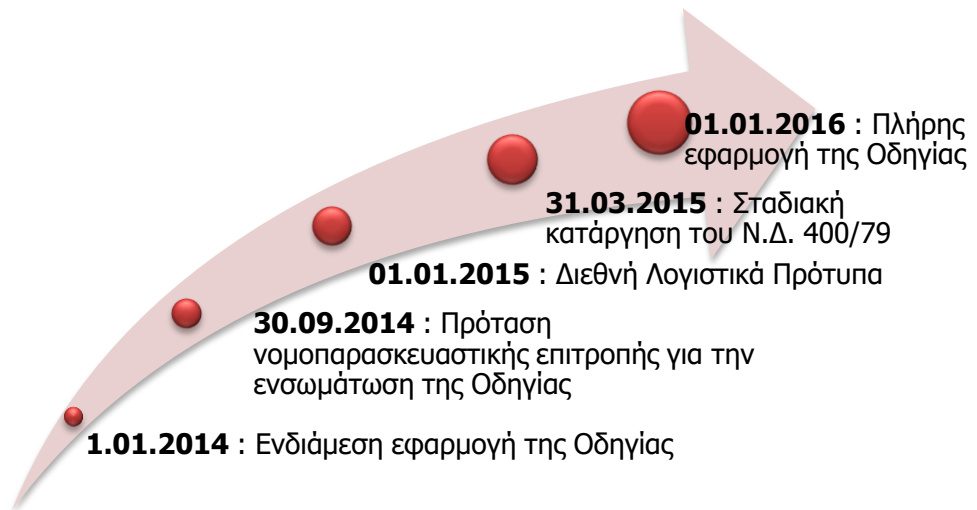 01.01.2016 : Πλήρης
εφαρμογή της Οδηγίας
31.03.2015 : Σταδιακή
κατάργηση του Ν.Δ. 400/79
01.01.2015 : Διεθνή Λογιστικά Πρότυπα
30.09.2014 : Πρόταση
νομοπαρασκευαστικής επιτροπής για την
ενσωμάτωση της Οδηγίας
1.01.2014 : Ενδιάμεση εφαρμογή της Οδηγίας